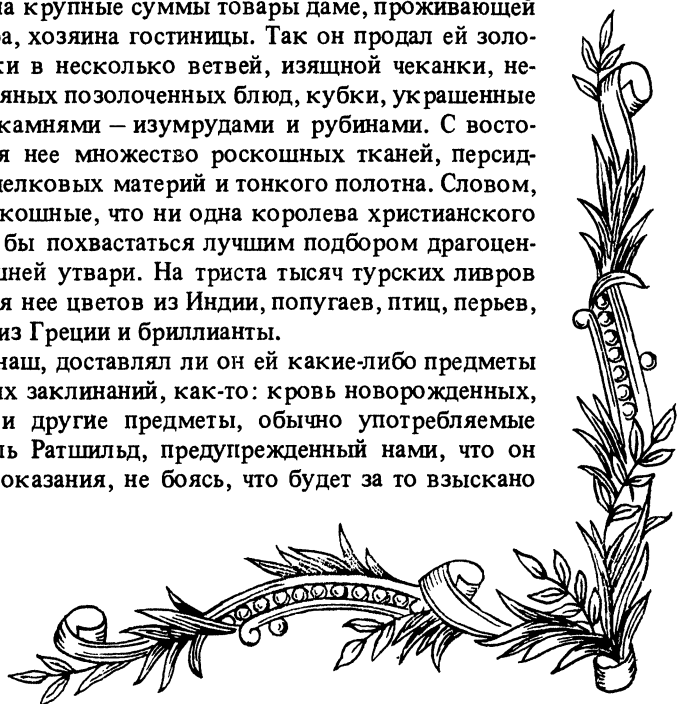 на крупные суммы товары даме, проживающей
ра, хозяина гостиницы. Так он продал ей золо-
ки в несколько ветвей, изящной чеканки, не-
яных позолоченных блюд, кубки, украшенные
камнями — изумрудами и рубинами. С восто-
я нее множество роскошных тканей, персид-
шелковых материй и тонкого полотна. Словом,
скошные, что ни одна королева христианского
бы похвастаться лучшим подбором драгоцен-
шней утвари. На триста тысяч турских ливров
я нее цветов из Индии, попугаев, птиц, перьев,
из Греции и бриллианты.
наш, доставлял ли он ей какие-либо предметы
их заклинаний, как-то: кровь новорожденных,
и другие предметы, обычно употребляемые
ль Ратшильд, предупрежденный нами, что он
оказания, не боясь, что будет за то взыскано